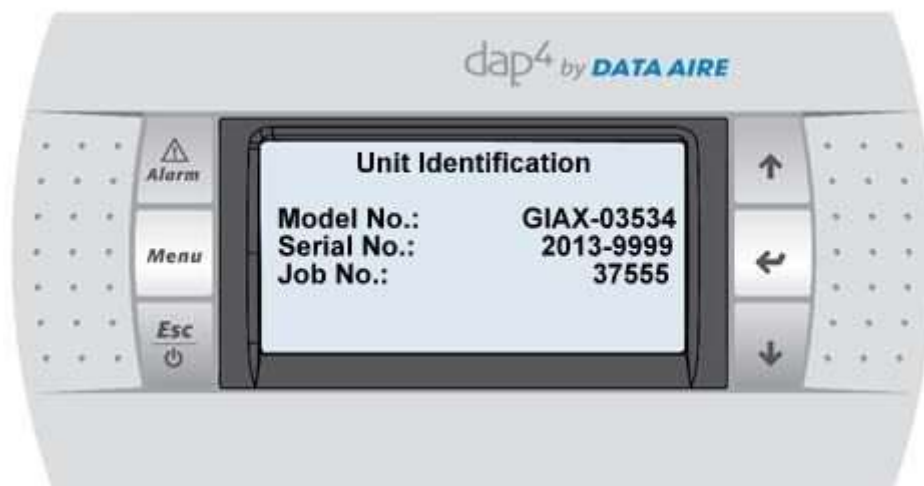 dap4 by DATA AIRE
Alarm
Menu
Esc
Unit Identification
Model No.: GIAX-03534
Serial No.: 2013-9999
Job No.: 37555